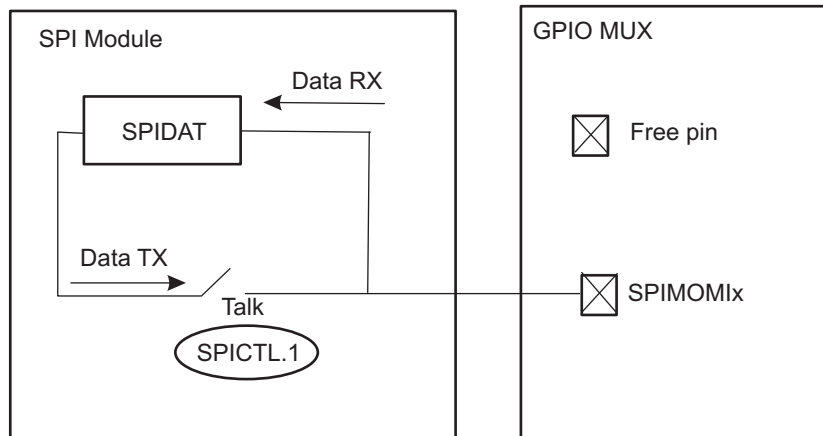 SPI Module
GPIO MUX
Data RX
SPIDAT
Free pin
Data TX
SPIMOMIx
Talk
SPICTL.1